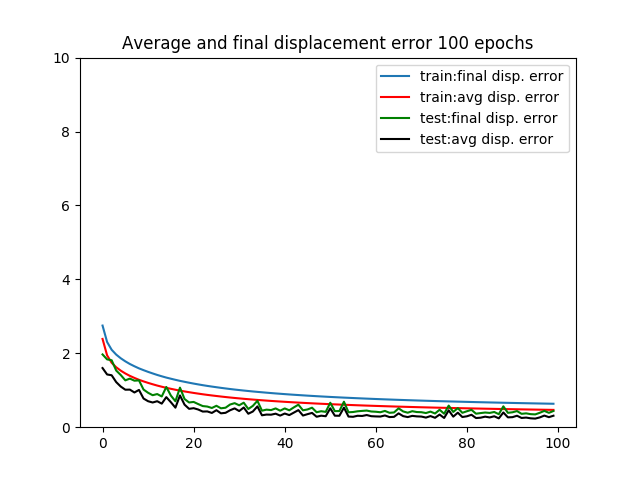 Average and final displacement error 100 epochs
train:final disp. error
train:avg disp. error
test:final disp. error
test:avg disp. error
10
8
6
4
2
0
0 20 40 60 80 100